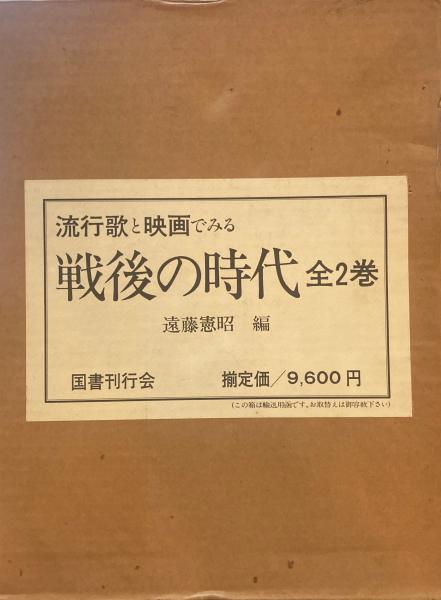 流行歌と映画でみる
戦後の時代 全2巻
遠藤憲昭 編
国書刊行会 揃定価/9,600円
(この箱は輸送用函です。お取替えは御容赦下さい)